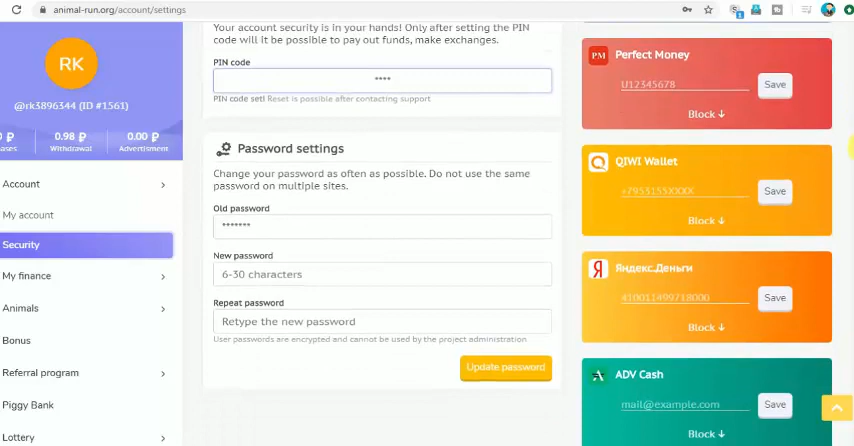 animal-run.org/account/settings
RK
@rk3896344 (ID #1561)
0 ₽ 0.98 ₽ 0.00 ₽
ases Withdrawal Advertisment
Account
My account
Security
My finance
Animals
Bonus
Referral program
Piggy Bank
Lottery
Your account security is in your hands! Only after setting the PIN
code will it be possible to pay out funds, make exchanges.
PIN code
****
PIN code set! Reset is possible after contacting support
Password settings
Change your password as often as possible. Do not use the same
password on multiple sites.
Old password
*******
New password
6-30 characters
Repeat password
Retype the new password
User passwords are encrypted and cannot be used by the project administration
Update password
PM Perfect Money
U12345678 Save
Block ↓
QIWI Wallet
+7953155XXXX Save
Block ↓
Я Яндекс.Деньги
410011499718000 Save
Block ↓
ADV Cash
mail@example.com Save
Block ↓